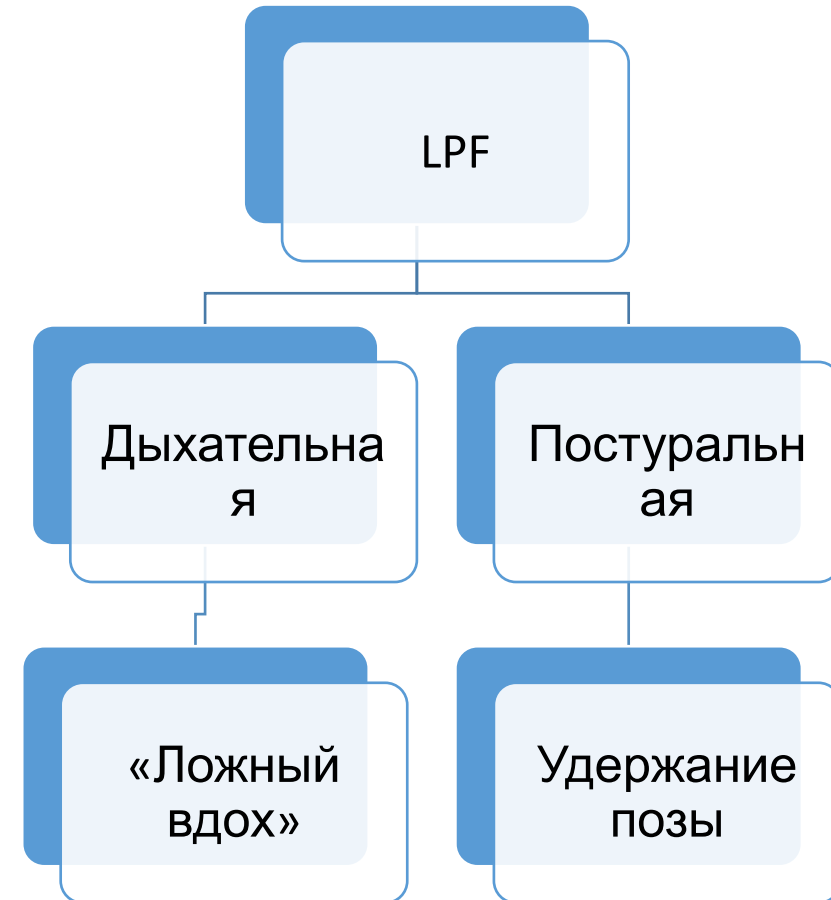 LPF
Дыхательна
я
Постуральн
ая
«Ложный
вдох»
Удержание
позы